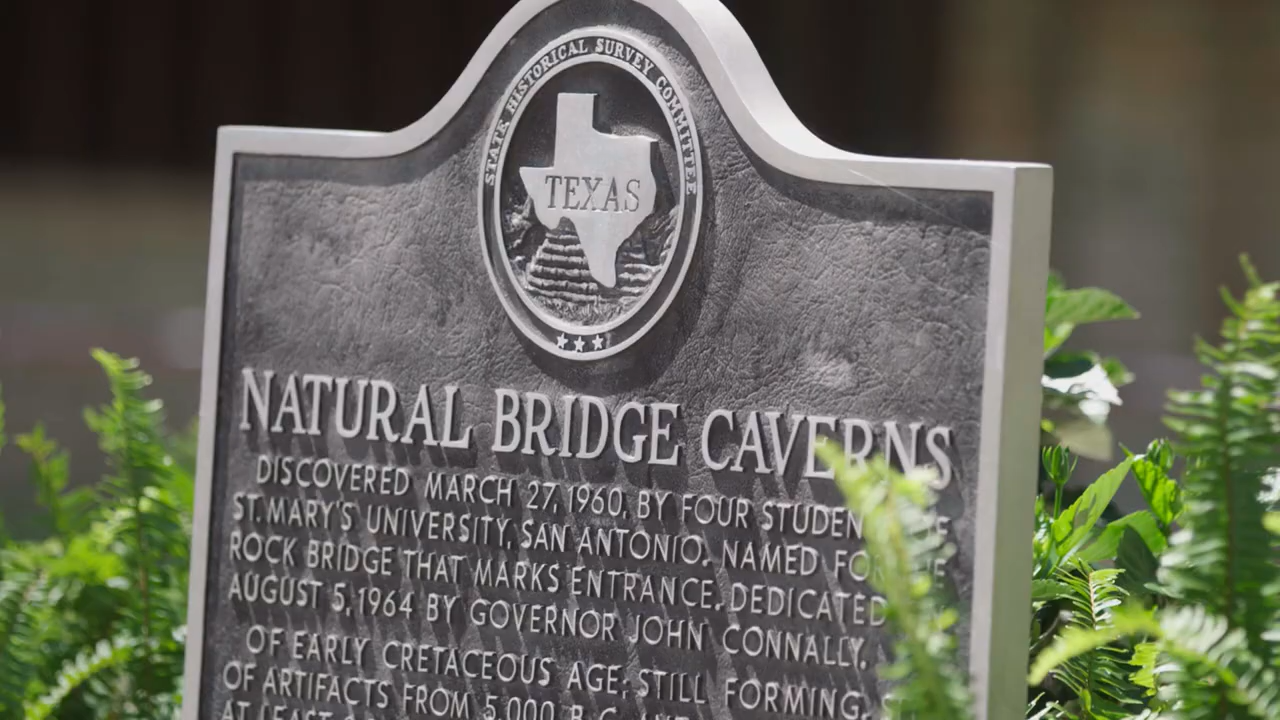 STATE HISTORICAL SURVEY COMMITTEE
TEXAS
NATURAL BRIDGE CAVERNS
DISCOVERED MARCH 27, 1960, BY FOUR
ST. MARY'S UNIVERSITY, SAN ANTONIO. NAMED
ROCK BRIDGE THAT MARKS ENTRANCE. DEDICATED
AUGUST 5, 1964 BY GOVERNOR JOHN CONNALLY.
OF EARLY CRETACEOUS AGE; STILL FORMING.
OF ARTIFACTS FROM 5,000 B.C.
AT LEAST